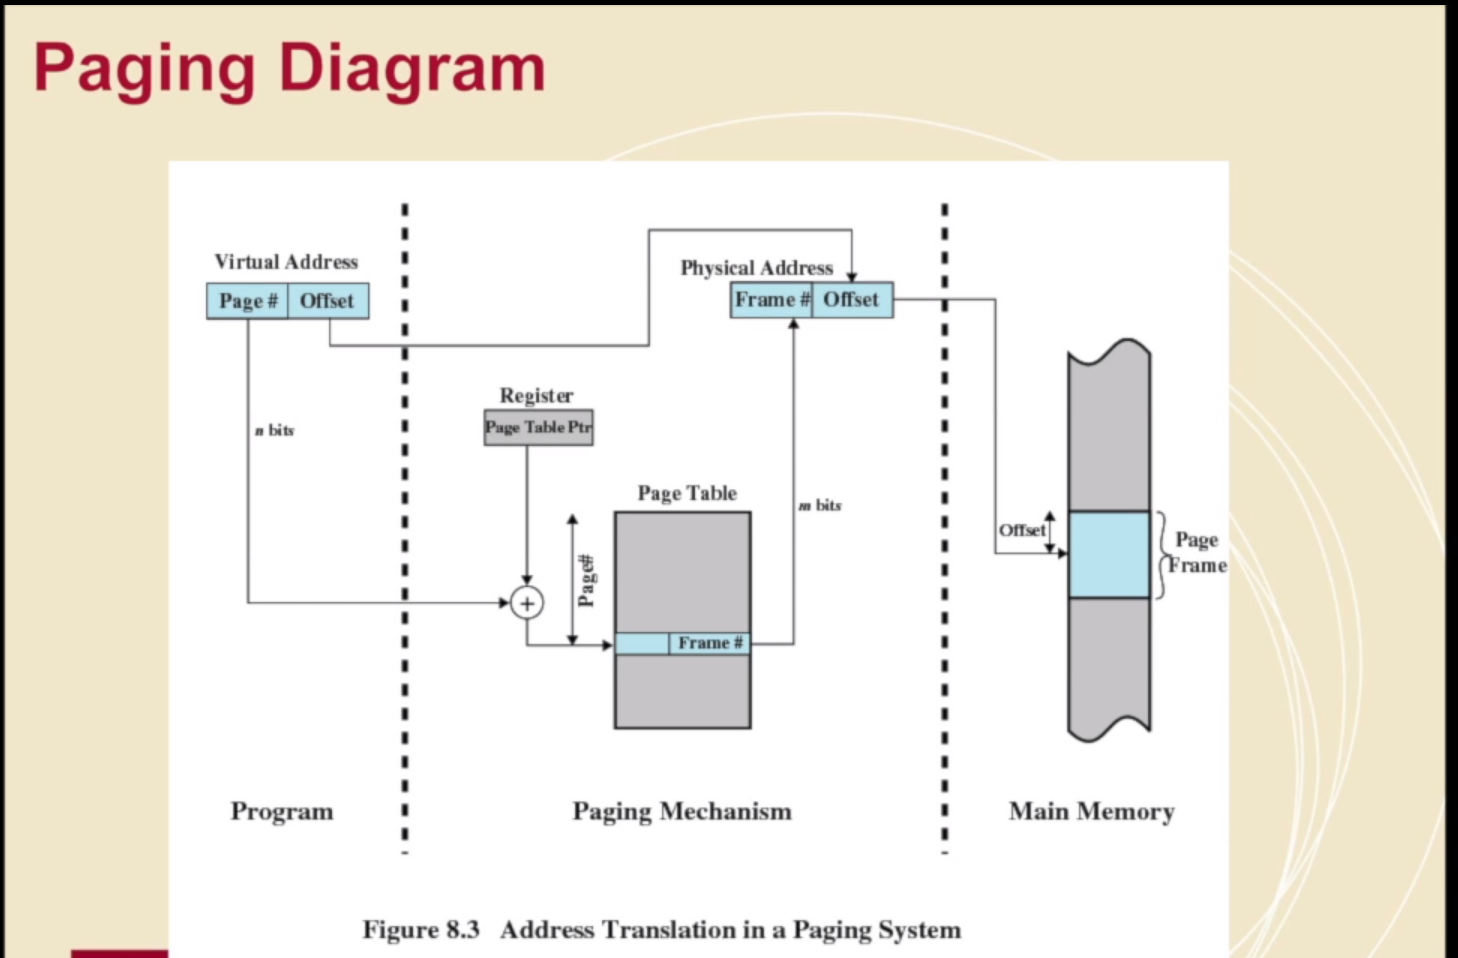 Paging Diagram
Virtual Address
Page # Offset
Physical Address
Frame # Offset
n bits
Register
Page Table Ptr
Page Table
Page#
Frame #
m bits
Offset
Page
Frame
Program
Paging Mechanism
Main Memory
Figure 8.3 Address Translation in a Paging System